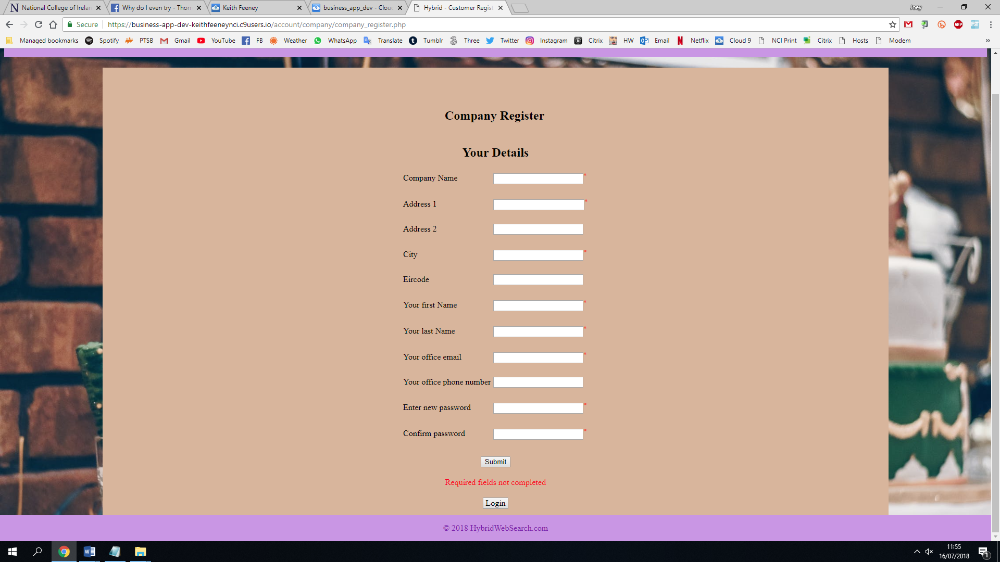 National College of Irelan
Why do I even try - Thorn
Keith Feeney
business_app_dev - Cloud
Hybrid - Customer Regist
Joey
Secure
https://business-app-dev-keithfeeneynci.c9users.io/account/company/company_register.php
ABP
Managed bookmarks
Spotify
PTSB
Gmail
YouTube
FB
Weather
WhatsApp
Translate
Tumblr
Three
Twitter
Instagram
Citrix
HW
Email
Netflix
Cloud 9
NCI Print
Citrix
Hosts
Modem
»
Company Register
Your Details
Company Name *
Address 1 *
Address 2
City *
Eircode
Your first Name *
Your last Name *
Your office email *
Your office phone number
Enter new password *
Confirm password *
Submit
Required fields not completed
Login
© 2018 HybridWebSearch.com
11:55
16/07/2018
1